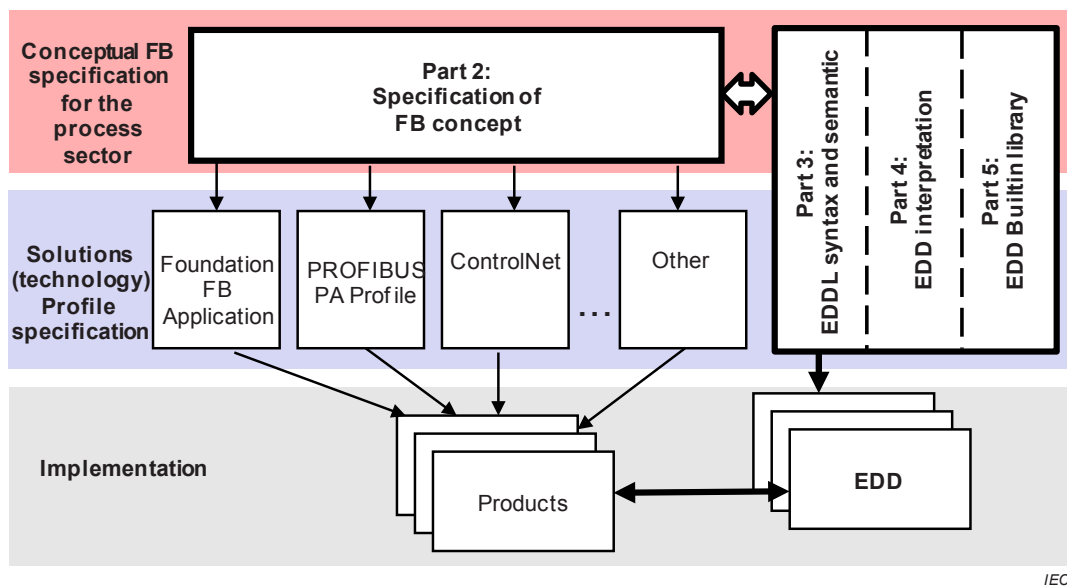 Conceptual FB
specification
for the
process
sector
Part 2:
Specification of
FB concept
Part 3:
EDDL syntax and semantic
Part 4:
EDD interpretation
Part 5:
EDD Builtin library
Solutions
(technology)
Profile
specification
Foundation
FB
Application
PROFIBUS
PA Profile
ControlNet
...
Other
Implementation
Products
EDD
IEC